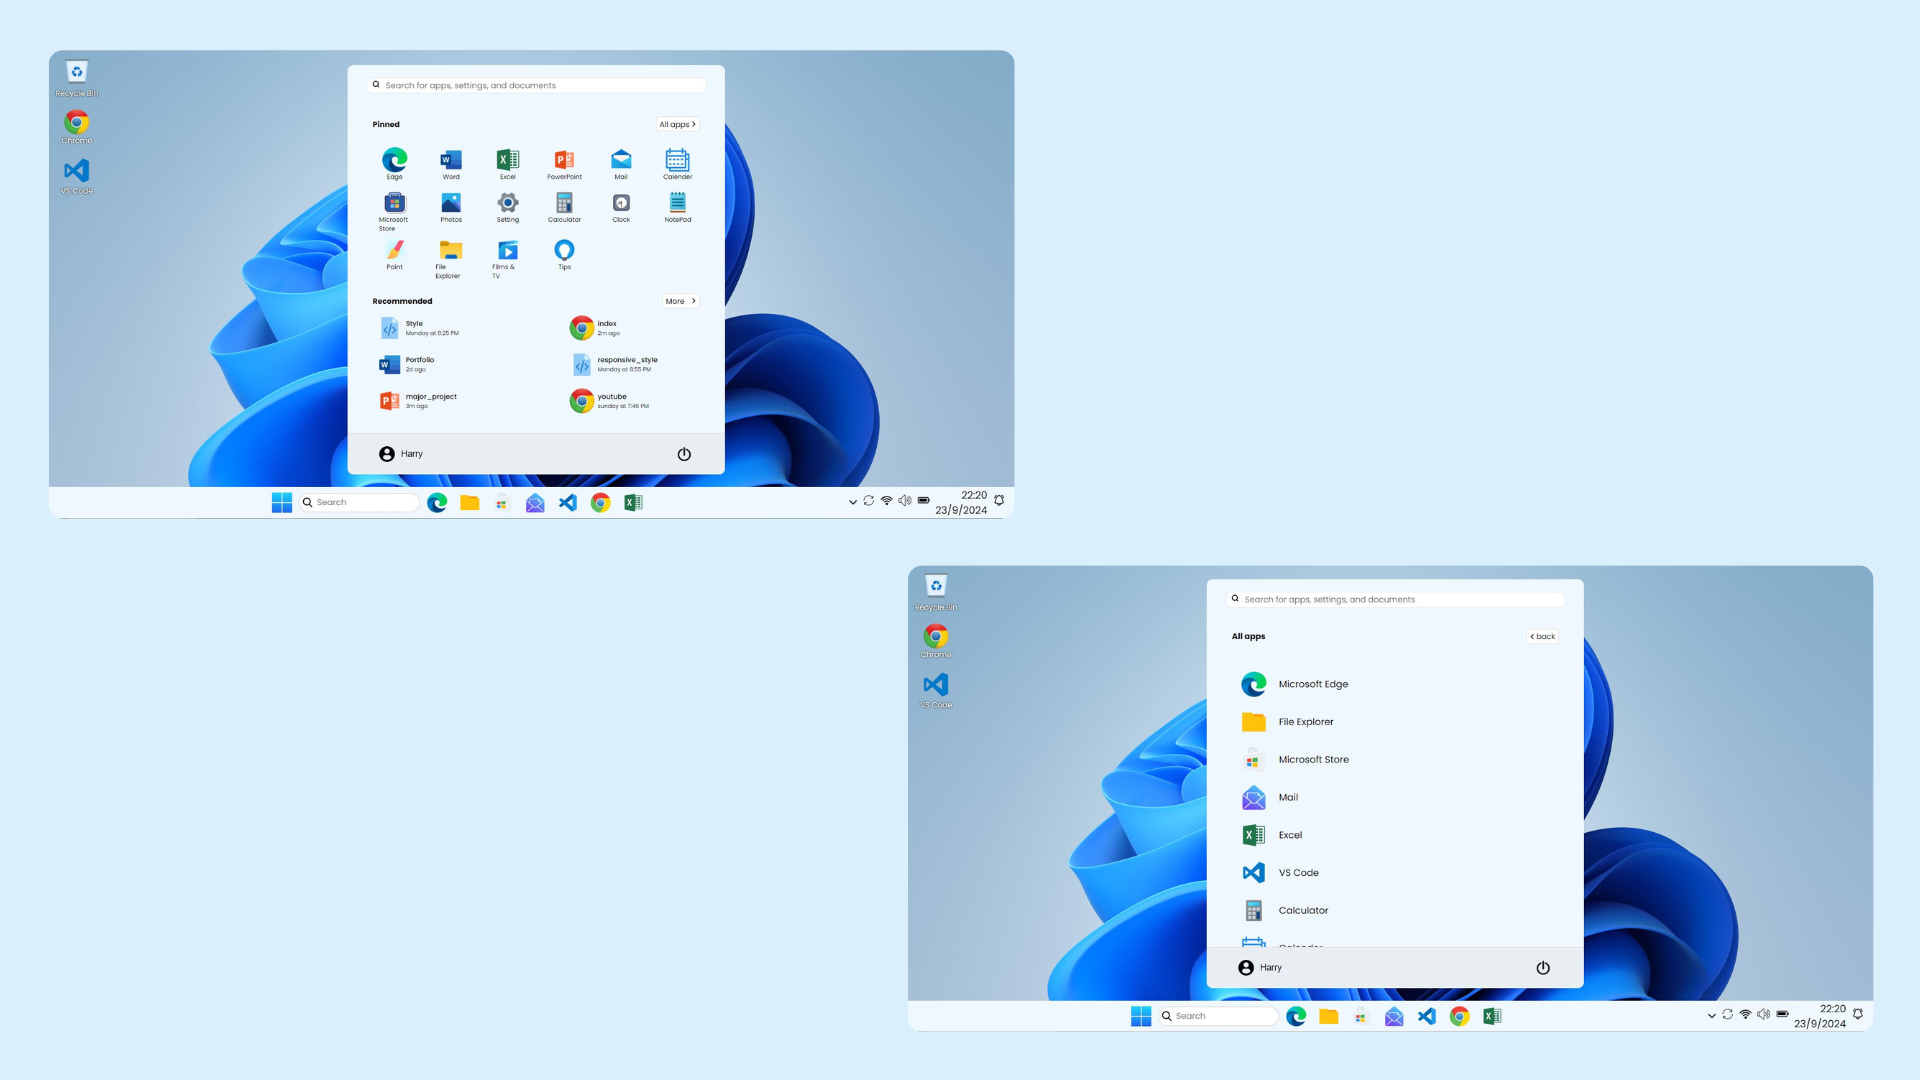 Recycle Bin
Chrome
VS Code
Search for apps, settings, and documents
Pinned
All apps
Edge
Word
Excel
PowerPoint
Mail
Calender
Microsoft
Store
Photos
Setting
Calculator
Clock
NotePad
Point
File
Explorer
Films &
TV
Tips
Recommended
More
Style
Monday at 8:25 PM
index
2m ago
Portfolio
2d ago
responsive_style
Monday at 8:55 PM
major_project
3m ago
youtube
sunday at 7:46 PM
Harry
Search
22:20
23/9/2024
Recycle Bin
Chrome
VS Code
Search for apps, settings, and documents
All apps
back
Microsoft Edge
File Explorer
Microsoft Store
Mail
Excel
VS Code
Calculator
Harry
Search
22:20
23/9/2024